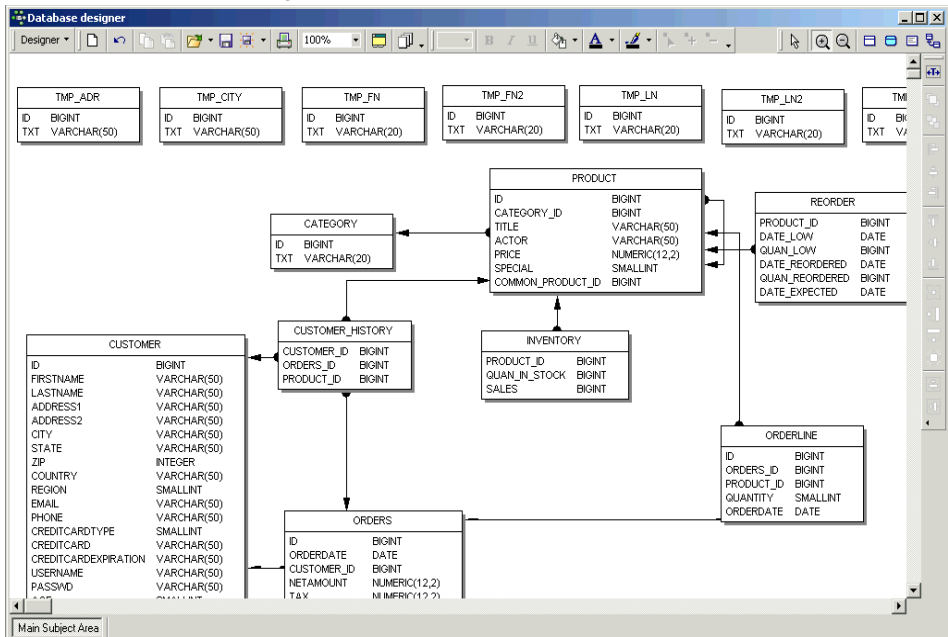 Database designer
Designer
100%
B I U
A
TMP_ADR
ID BIGINT
TXT VARCHAR(50)
TMP_CITY
ID BIGINT
TXT VARCHAR(50)
TMP_FN
ID BIGINT
TXT VARCHAR(20)
TMP_FN2
ID BIGINT
TXT VARCHAR(20)
TMP_LN
ID BIGINT
TXT VARCHAR(20)
TMP_LN2
ID BIGINT
TXT VARCHAR(20)
ID
TXT
PRODUCT
ID BIGINT
CATEGORY_ID BIGINT
TITLE VARCHAR(50)
ACTOR VARCHAR(50)
PRICE NUMERIC(12,2)
SPECIAL SMALLINT
COMMON_PRODUCT_ID BIGINT
REORDER
PRODUCT_ID BIGINT
DATE_LOW DATE
QUAN_LOW BIGINT
DATE_REORDERED DATE
QUAN_REORDERED BIGINT
DATE_EXPECTED DATE
CATEGORY
ID BIGINT
TXT VARCHAR(20)
CUSTOMER_HISTORY
CUSTOMER_ID BIGINT
ORDERS_ID BIGINT
PRODUCT_ID BIGINT
INVENTORY
PRODUCT_ID BIGINT
QUAN_IN_STOCK BIGINT
SALES BIGINT
CUSTOMER
ID BIGINT
FIRSTNAME VARCHAR(50)
LASTNAME VARCHAR(50)
ADDRESS1 VARCHAR(50)
ADDRESS2 VARCHAR(50)
CITY VARCHAR(50)
STATE VARCHAR(50)
ZIP INTEGER
COUNTRY VARCHAR(50)
REGION SMALLINT
EMAIL VARCHAR(50)
PHONE VARCHAR(50)
CREDITCARDTYPE SMALLINT
CREDITCARD VARCHAR(50)
CREDITCARDEXPIRATION VARCHAR(50)
USERNAME VARCHAR(50)
PASSWD VARCHAR(50)
ORDERLINE
ID BIGINT
ORDERS_ID BIGINT
PRODUCT_ID BIGINT
QUANTITY SMALLINT
ORDERDATE DATE
ORDERS
ID BIGINT
ORDERDATE DATE
CUSTOMER_ID BIGINT
NETAMOUNT NUMERIC(12,2)
TAX NUMERIC(12,2)
Main Subject Area